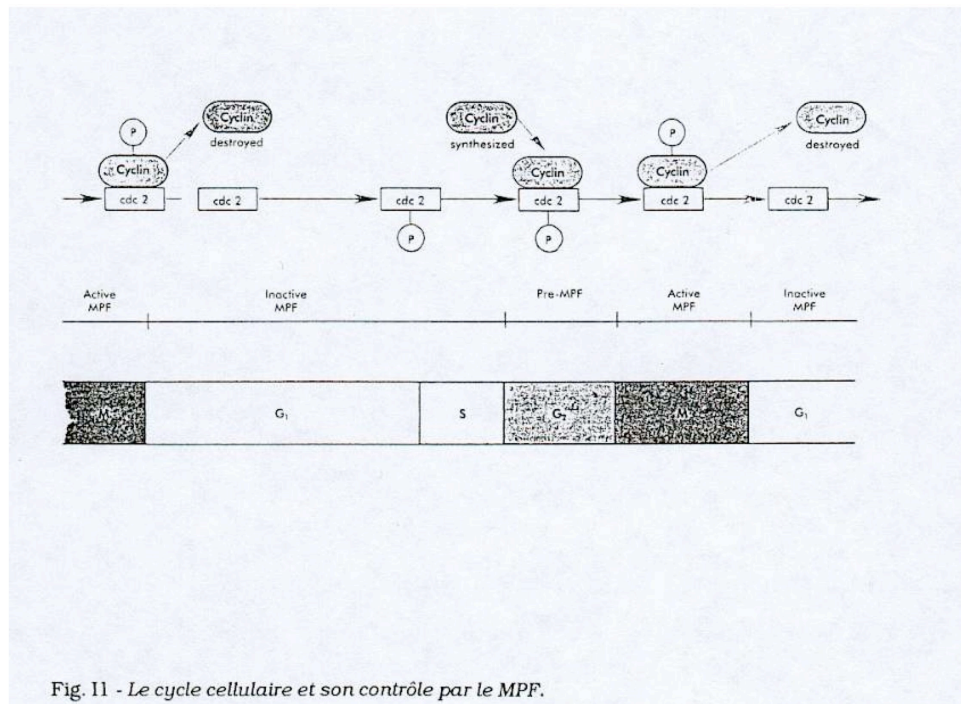 P
Cyclin
destroyed
Cyclin
cdc 2
cdc 2
cdc 2
P
Cyclin
synthesized
Cyclin
cdc 2
P
P
Cyclin
cdc 2
Cyclin
destroyed
cdc 2
Active
MPF
Inactive
MPF
Pre-MPF
Active
MPF
Inactive
MPF
M
G₁
S
G₂
M
G₁
Fig. 11 - Le cycle cellulaire et son contrôle par le MPF.